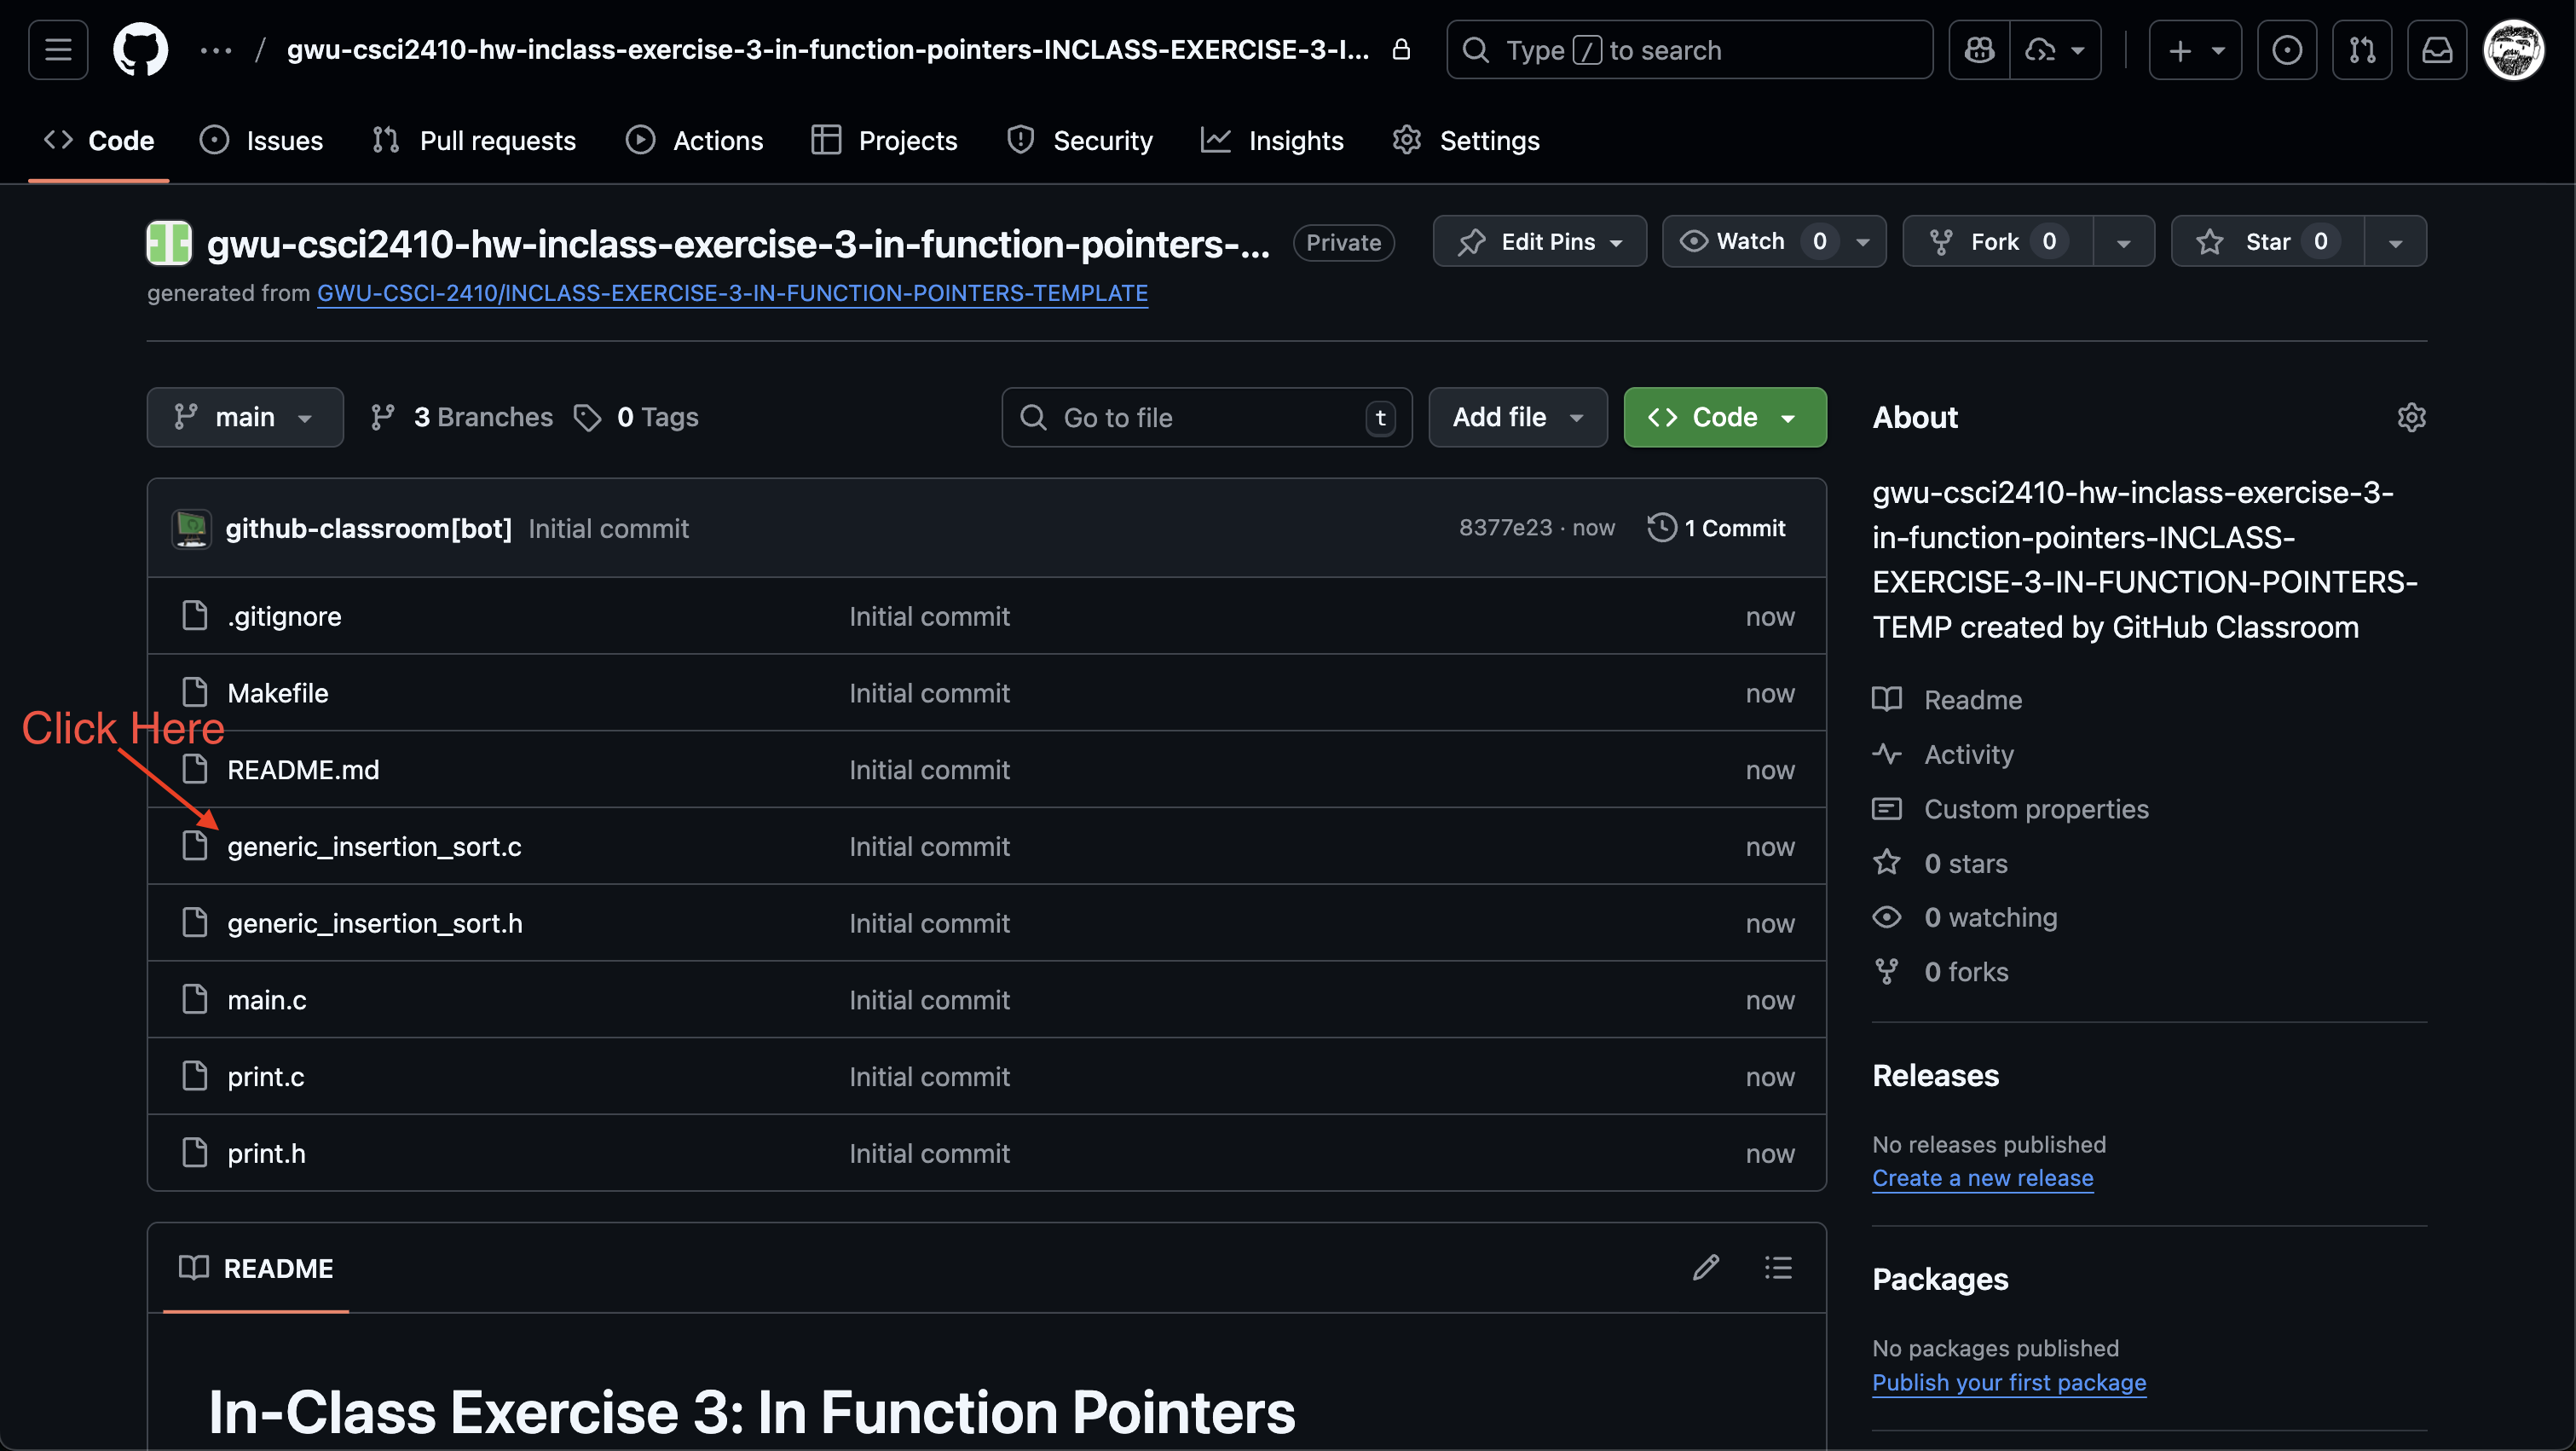 ... / gwu-csci2410-hw-inclass-exercise-3-in-function-pointers-INCLASS-EXERCISE-3-I...
Type / to search
Code Issues Pull requests Actions Projects Security Insights Settings
gwu-csci2410-hw-inclass-exercise-3-in-function-pointers-... Private
Edit Pins Watch 0 Fork 0 Star 0
generated from GWU-CSCI-2410/INCLASS-EXERCISE-3-IN-FUNCTION-POINTERS-TEMPLATE
main 3 Branches 0 Tags
Go to file t Add file Code
github-classroom[bot] Initial commit 8377e23 · now 1 Commit
.gitignore Initial commit now
Makefile Initial commit now
Click Here
README.md Initial commit now
generic_insertion_sort.c Initial commit now
generic_insertion_sort.h Initial commit now
main.c Initial commit now
print.c Initial commit now
print.h Initial commit now
README
In-Class Exercise 3: In Function Pointers
About
gwu-csci2410-hw-inclass-exercise-3-
in-function-pointers-INCLASS-
EXERCISE-3-IN-FUNCTION-POINTERS-
TEMP created by GitHub Classroom
Readme
Activity
Custom properties
0 stars
0 watching
0 forks
Releases
No releases published
Create a new release
Packages
No packages published
Publish your first package